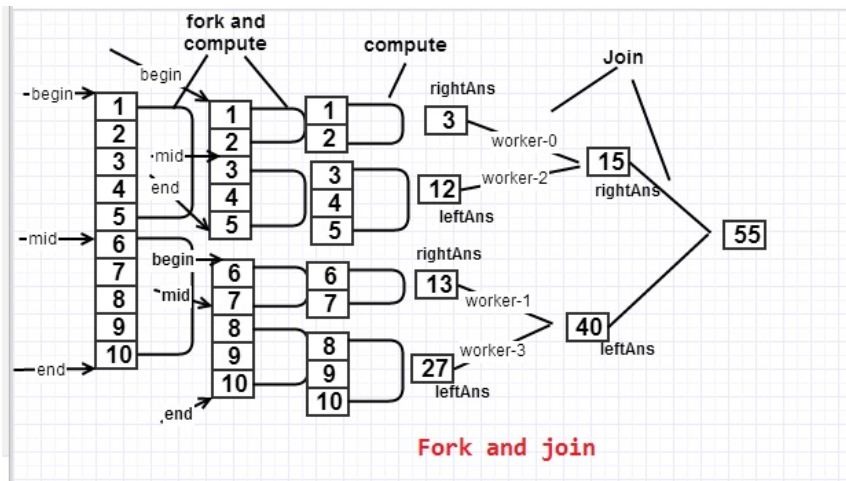 fork and
compute
compute
Join
begin
begin
rightAns
1
2
3
4
5
6
7
8
9
10
1
2
3
4
5
1
2
3
worker-0
mid
3
4
5
12
worker-2
15
rightAns
end
leftAns
mid
55
begin
rightAns
6
7
8
9
10
6
7
13
worker-1
mid
40
leftAns
8
9
10
27
worker-3
leftAns
end
end
Fork and join